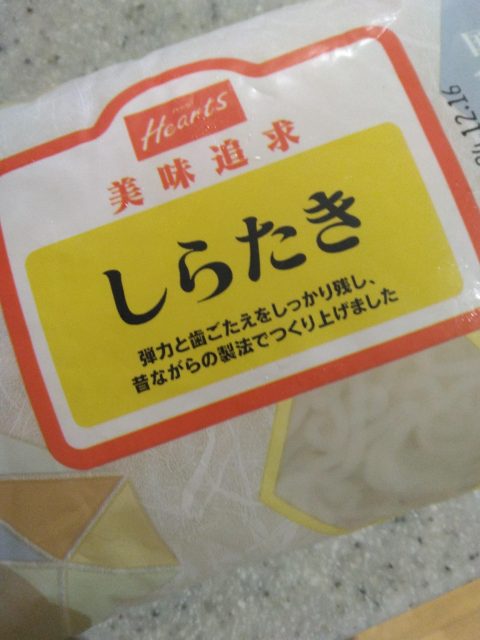 Hearts
美味追求
しらたき
弾力と歯ごたえをしっかり残し、
昔ながらの製法でつくり上げました
12.16